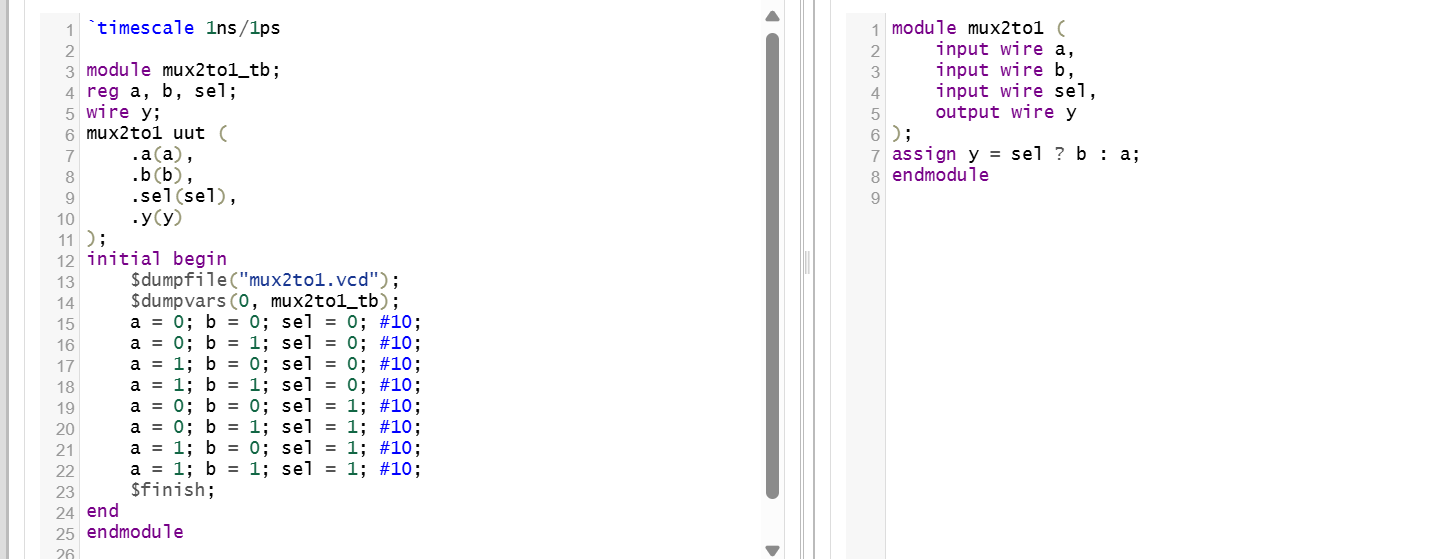 1 `timescale 1ns/1ps
2
3 module mux2to1_tb;
4 reg a, b, sel;
5 wire y;
6 mux2to1 uut (
7     .a(a),
8     .b(b),
9     .sel(sel),
10     .y(y)
11 );
12 initial begin
13     $dumpfile("mux2to1.vcd");
14     $dumpvars(0, mux2to1_tb);
15     a = 0; b = 0; sel = 0; #10;
16     a = 0; b = 1; sel = 0; #10;
17     a = 1; b = 0; sel = 0; #10;
18     a = 1; b = 1; sel = 0; #10;
19     a = 0; b = 0; sel = 1; #10;
20     a = 0; b = 1; sel = 1; #10;
21     a = 1; b = 0; sel = 1; #10;
22     a = 1; b = 1; sel = 1; #10;
23     $finish;
24 end
25 endmodule
26
1 module mux2to1 (
2     input wire a,
3     input wire b,
4     input wire sel,
5     output wire y
6 );
7 assign y = sel ? b : a;
8 endmodule
9